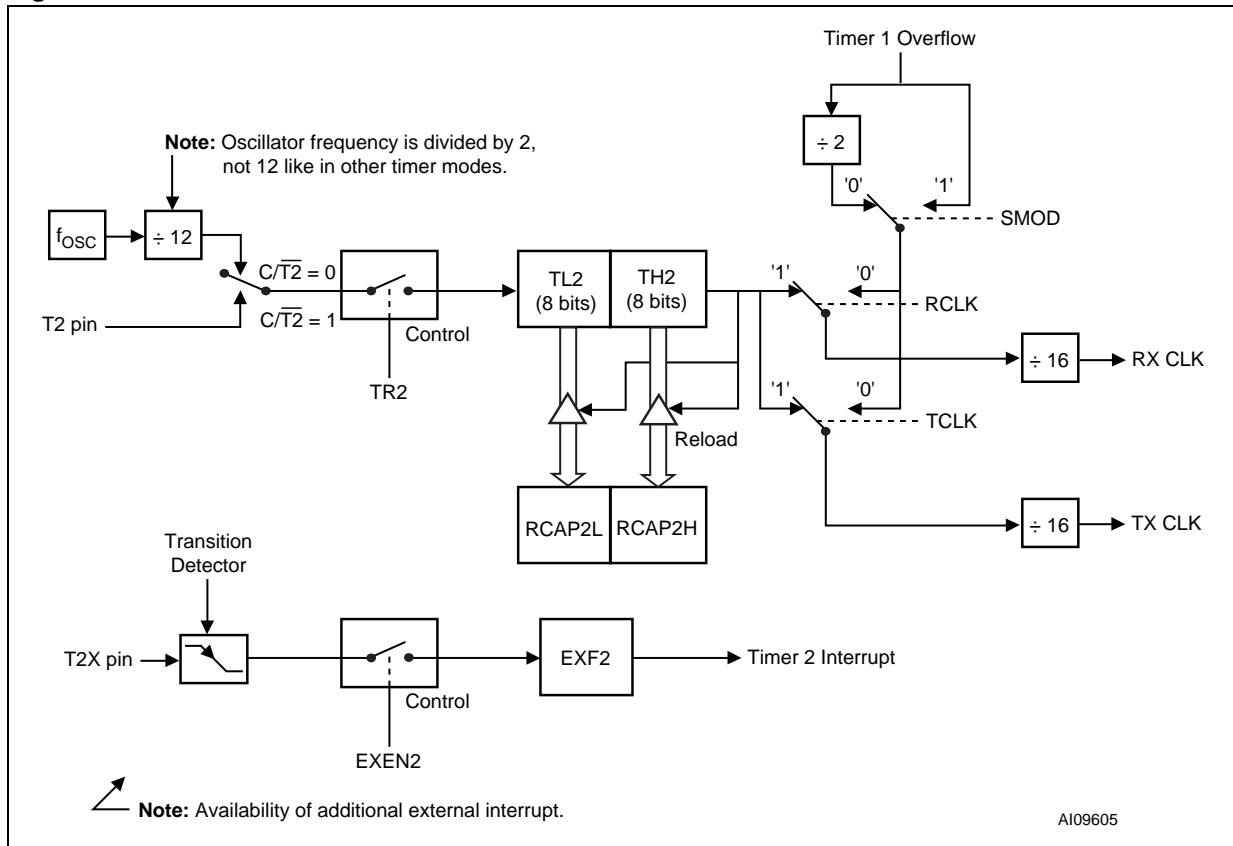 Timer 1 Overflow
Note: Oscillator frequency is divided by 2,
not 12 like in other timer modes.
÷ 2
'0'
'1'
SMOD
fOSC
÷ 12
C/T2 = 0
TL2
(8 bits)
TH2
(8 bits)
'1'
'0'
RCLK
T2 pin
C/T2 = 1
Control
÷ 16
RX CLK
TR2
'1'
'0'
TCLK
Reload
RCAP2L
RCAP2H
÷ 16
TX CLK
Transition
Detector
T2X pin
EXF2
Timer 2 Interrupt
Control
EXEN2
Note: Availability of additional external interrupt.
AI09605